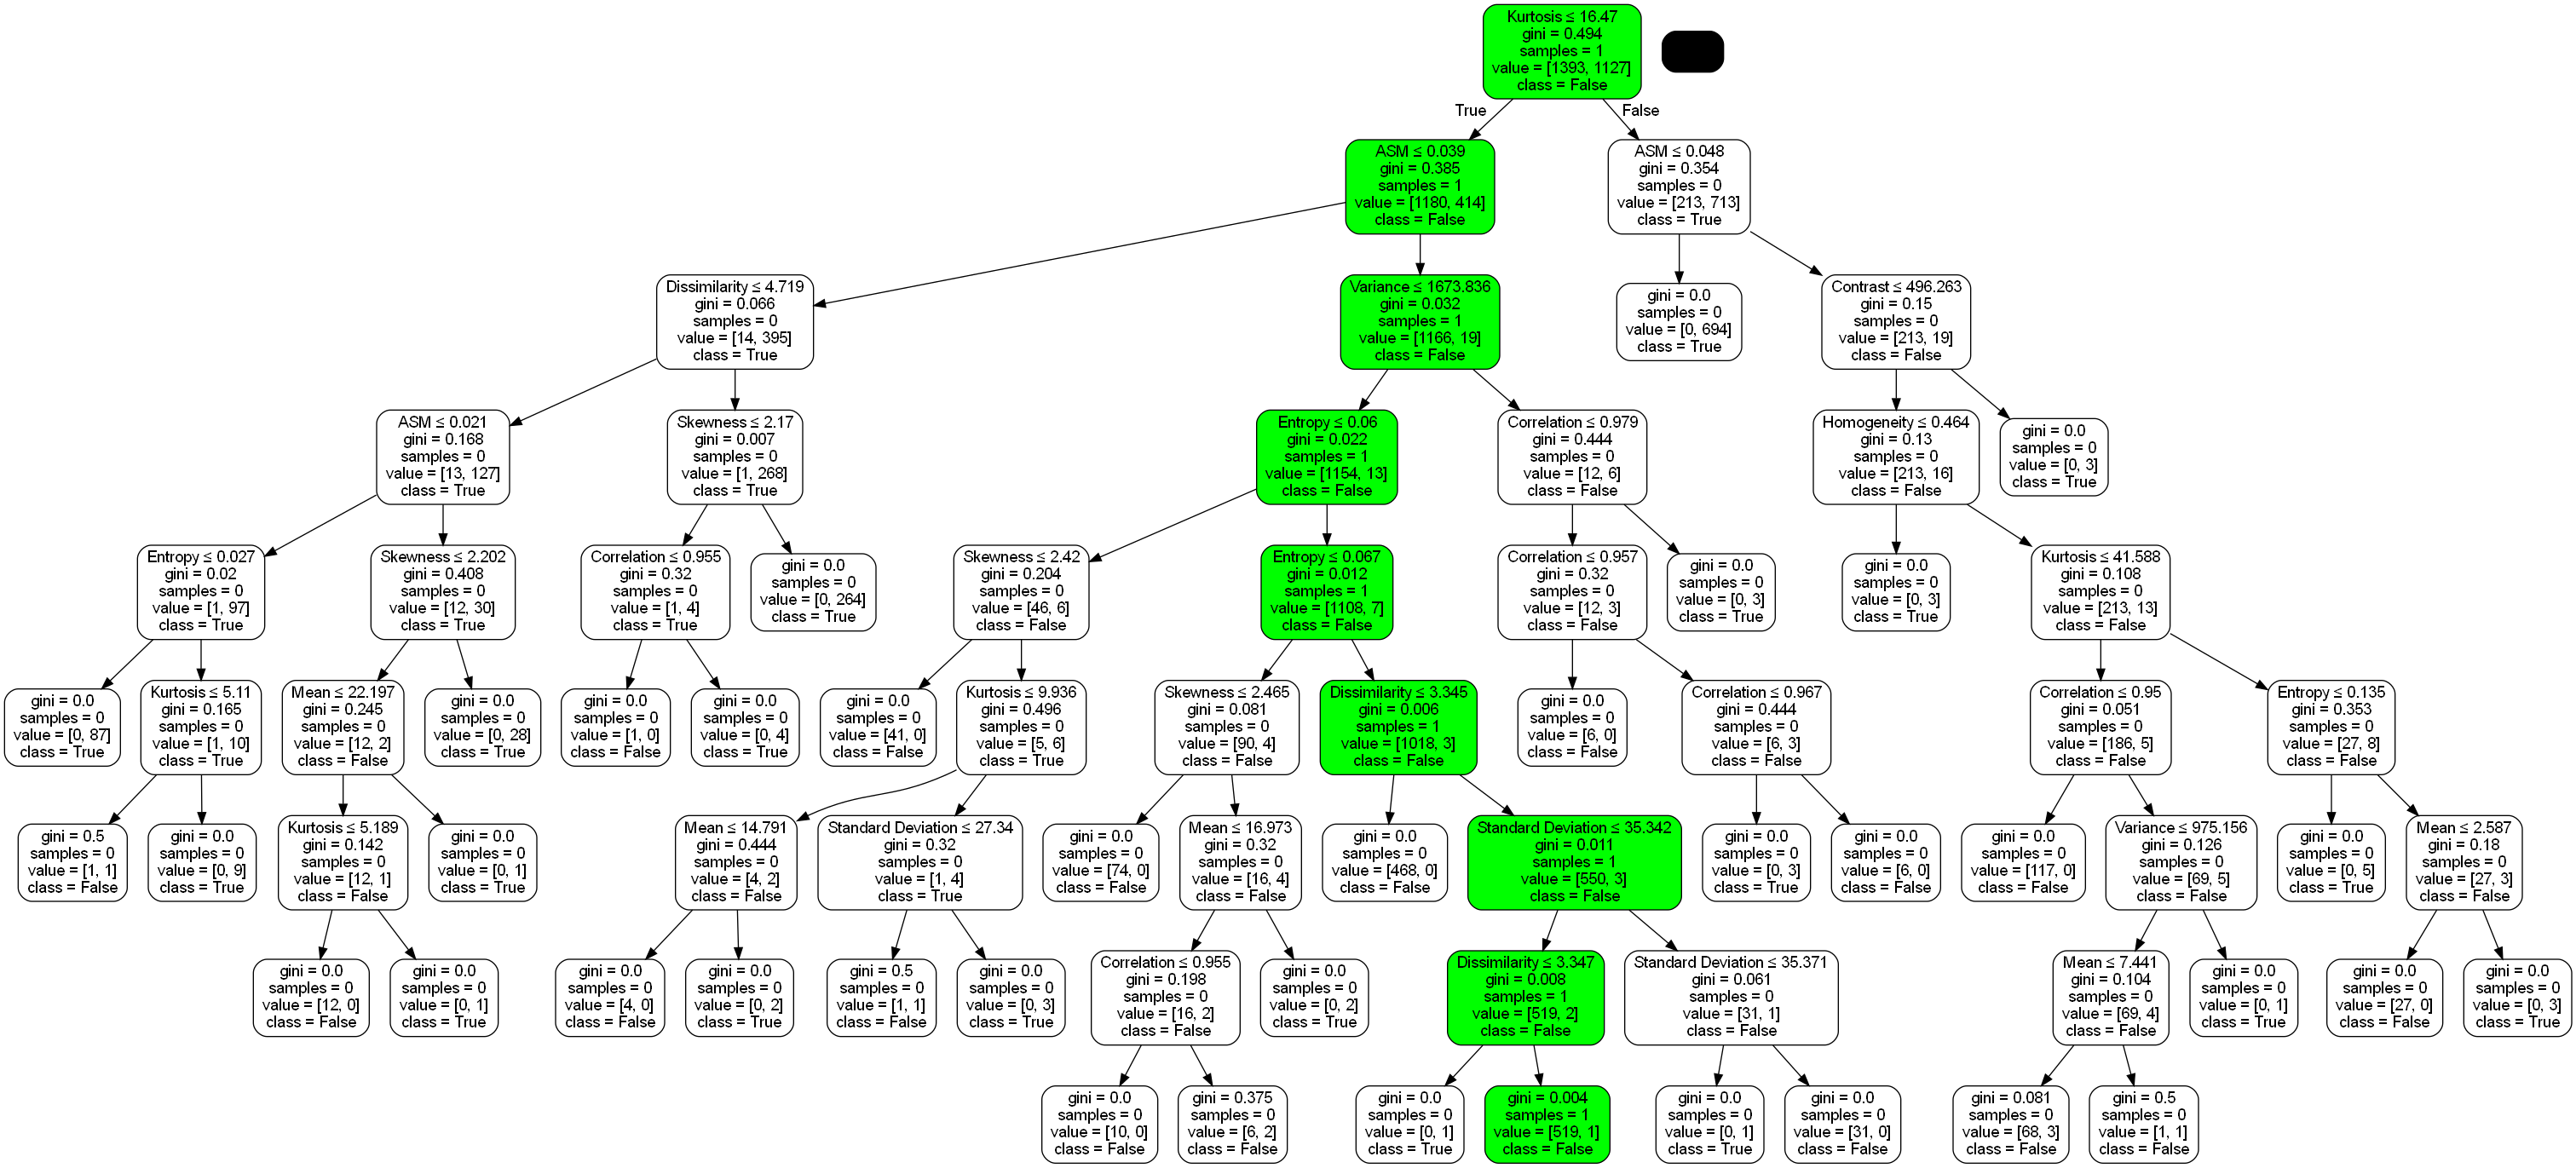 Kurtosis ≤ 16.47
gini = 0.494
samples = 1
value = [1393, 1127]
class = False
True
False
ASM ≤ 0.039
gini = 0.385
samples = 1
value = [1180, 414]
class = False
ASM ≤ 0.048
gini = 0.354
samples = 0
value = [213, 713]
class = True
Dissimilarity ≤ 4.719
gini = 0.066
samples = 0
value = [14, 395]
class = True
Variance ≤ 1673.836
gini = 0.032
samples = 1
value = [1166, 19]
class = False
gini = 0.0
samples = 0
value = [0, 694]
class = True
Contrast ≤ 496.263
gini = 0.15
samples = 0
value = [213, 19]
class = False
ASM ≤ 0.021
gini = 0.168
samples = 0
value = [13, 127]
class = True
Skewness ≤ 2.17
gini = 0.007
samples = 0
value = [1, 268]
class = True
Entropy ≤ 0.06
gini = 0.022
samples = 1
value = [1154, 13]
class = False
Correlation ≤ 0.979
gini = 0.444
samples = 0
value = [12, 6]
class = False
Homogeneity ≤ 0.464
gini = 0.13
samples = 0
value = [213, 16]
class = False
gini = 0.0
samples = 0
value = [0, 3]
class = True
Entropy ≤ 0.027
gini = 0.02
samples = 0
value = [1, 97]
class = True
Skewness ≤ 2.202
gini = 0.408
samples = 0
value = [12, 30]
class = True
Correlation ≤ 0.955
gini = 0.32
samples = 0
value = [1, 4]
class = True
gini = 0.0
samples = 0
value = [0, 264]
class = True
Skewness ≤ 2.42
gini = 0.204
samples = 0
value = [46, 6]
class = False
Entropy ≤ 0.067
gini = 0.012
samples = 1
value = [1108, 7]
class = False
Correlation ≤ 0.957
gini = 0.32
samples = 0
value = [12, 3]
class = False
gini = 0.0
samples = 0
value = [0, 3]
class = True
gini = 0.0
samples = 0
value = [0, 3]
class = True
Kurtosis ≤ 41.588
gini = 0.108
samples = 0
value = [213, 13]
class = False
gini = 0.0
samples = 0
value = [0, 87]
class = True
Kurtosis ≤ 5.11
gini = 0.165
samples = 0
value = [1, 10]
class = True
Mean ≤ 22.197
gini = 0.245
samples = 0
value = [12, 2]
class = False
gini = 0.0
samples = 0
value = [0, 28]
class = True
gini = 0.0
samples = 0
value = [1, 0]
class = False
gini = 0.0
samples = 0
value = [0, 4]
class = True
gini = 0.0
samples = 0
value = [41, 0]
class = False
Kurtosis ≤ 9.936
gini = 0.496
samples = 0
value = [5, 6]
class = True
Skewness ≤ 2.465
gini = 0.081
samples = 0
value = [90, 4]
class = False
Dissimilarity ≤ 3.345
gini = 0.006
samples = 1
value = [1018, 3]
class = False
gini = 0.0
samples = 0
value = [6, 0]
class = False
Correlation ≤ 0.967
gini = 0.444
samples = 0
value = [6, 3]
class = False
Correlation ≤ 0.95
gini = 0.051
samples = 0
value = [186, 5]
class = False
Entropy ≤ 0.135
gini = 0.353
samples = 0
value = [27, 8]
class = False
gini = 0.5
samples = 0
value = [1, 1]
class = False
gini = 0.0
samples = 0
value = [0, 9]
class = True
Kurtosis ≤ 5.189
gini = 0.142
samples = 0
value = [12, 1]
class = False
gini = 0.0
samples = 0
value = [0, 1]
class = True
Mean ≤ 14.791
gini = 0.444
samples = 0
value = [4, 2]
class = False
Standard Deviation ≤ 27.34
gini = 0.32
samples = 0
value = [1, 4]
class = True
gini = 0.0
samples = 0
value = [74, 0]
class = False
Mean ≤ 16.973
gini = 0.32
samples = 0
value = [16, 4]
class = False
gini = 0.0
samples = 0
value = [468, 0]
class = False
Standard Deviation ≤ 35.342
gini = 0.011
samples = 1
value = [550, 3]
class = False
gini = 0.0
samples = 0
value = [0, 3]
class = True
gini = 0.0
samples = 0
value = [6, 0]
class = False
gini = 0.0
samples = 0
value = [117, 0]
class = False
Variance ≤ 975.156
gini = 0.126
samples = 0
value = [69, 5]
class = False
gini = 0.0
samples = 0
value = [0, 5]
class = True
Mean ≤ 2.587
gini = 0.18
samples = 0
value = [27, 3]
class = False
gini = 0.0
samples = 0
value = [12, 0]
class = False
gini = 0.0
samples = 0
value = [0, 1]
class = True
gini = 0.0
samples = 0
value = [4, 0]
class = False
gini = 0.0
samples = 0
value = [0, 2]
class = True
gini = 0.5
samples = 0
value = [1, 1]
class = False
gini = 0.0
samples = 0
value = [0, 3]
class = True
Correlation ≤ 0.955
gini = 0.198
samples = 0
value = [16, 2]
class = False
gini = 0.0
samples = 0
value = [0, 2]
class = True
Dissimilarity ≤ 3.347
gini = 0.008
samples = 1
value = [519, 2]
class = False
Standard Deviation ≤ 35.371
gini = 0.061
samples = 0
value = [31, 1]
class = False
Mean ≤ 7.441
gini = 0.104
samples = 0
value = [69, 4]
class = False
gini = 0.0
samples = 0
value = [0, 1]
class = True
gini = 0.0
samples = 0
value = [27, 0]
class = False
gini = 0.0
samples = 0
value = [0, 3]
class = True
gini = 0.0
samples = 0
value = [10, 0]
class = False
gini = 0.375
samples = 0
value = [6, 2]
class = False
gini = 0.0
samples = 0
value = [0, 1]
class = True
gini = 0.004
samples = 1
value = [519, 1]
class = False
gini = 0.0
samples = 0
value = [0, 1]
class = True
gini = 0.0
samples = 0
value = [31, 0]
class = False
gini = 0.081
samples = 0
value = [68, 3]
class = False
gini = 0.5
samples = 0
value = [1, 1]
class = False